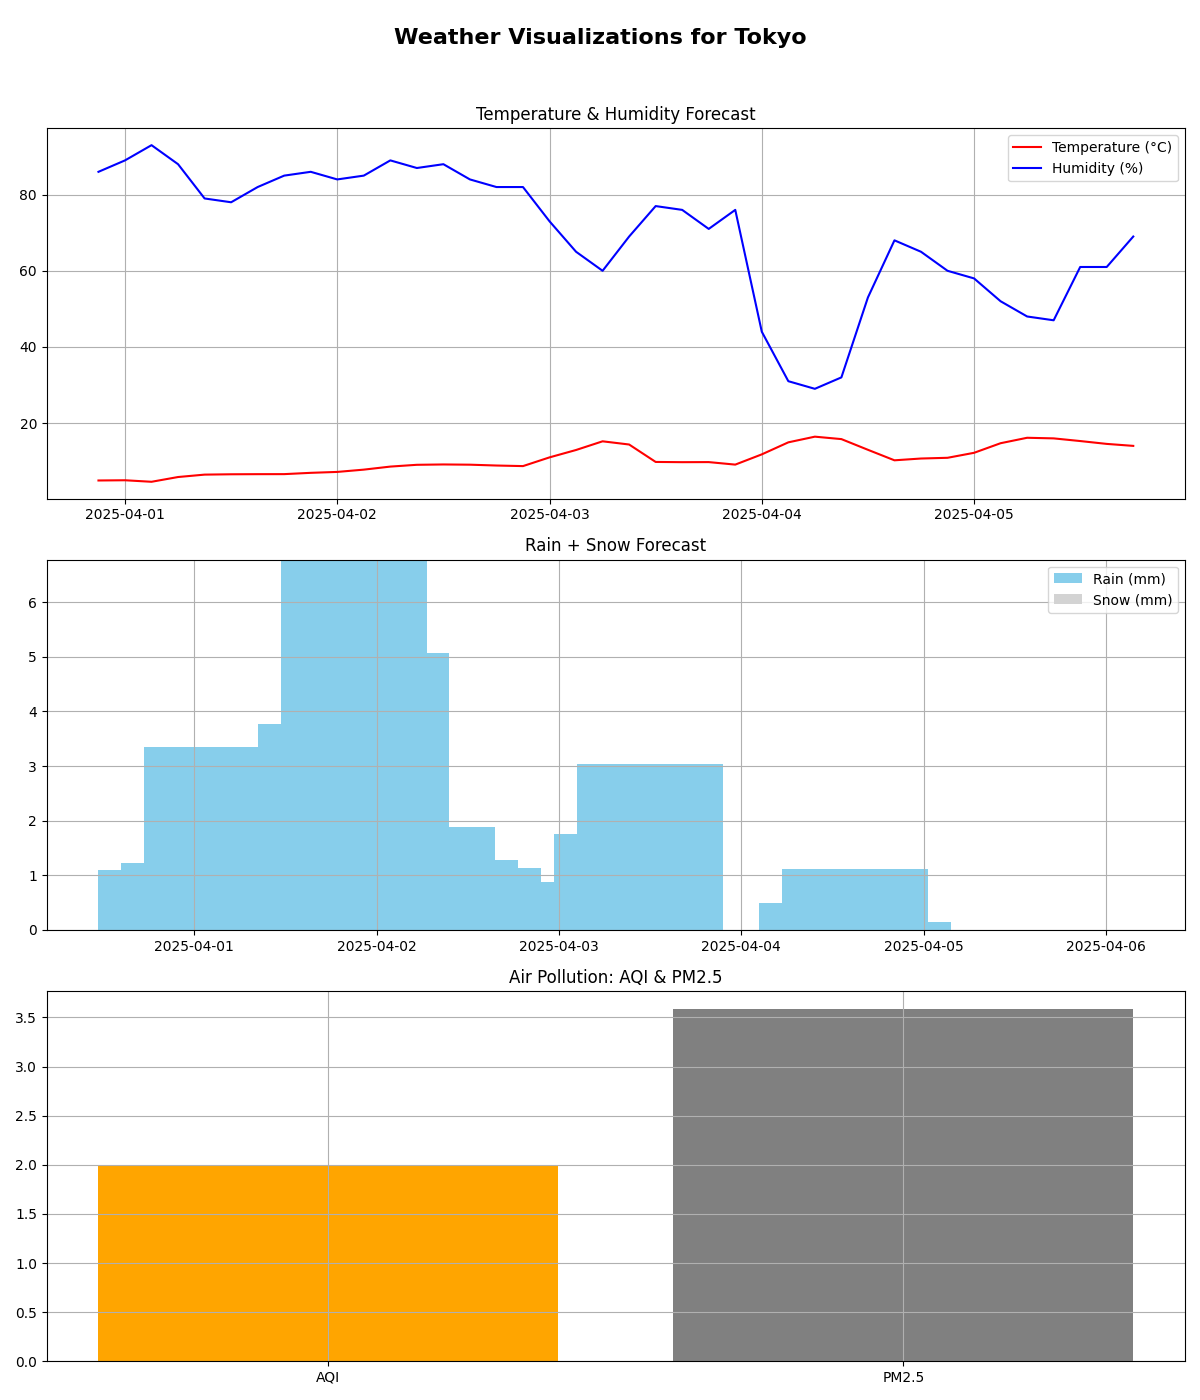 Weather Visualizations for Tokyo
Temperature & Humidity Forecast
Temperature (°C)
Humidity (%)
80
60
40
20
2025-04-01 2025-04-02 2025-04-03 2025-04-04 2025-04-05
Rain + Snow Forecast
Rain (mm)
Snow (mm)
6
5
4
3
2
1
0
2025-04-01 2025-04-02 2025-04-03 2025-04-04 2025-04-05 2025-04-06
Air Pollution: AQI & PM2.5
3.5
3.0
2.5
2.0
1.5
1.0
0.5
0.0
AQI PM2.5